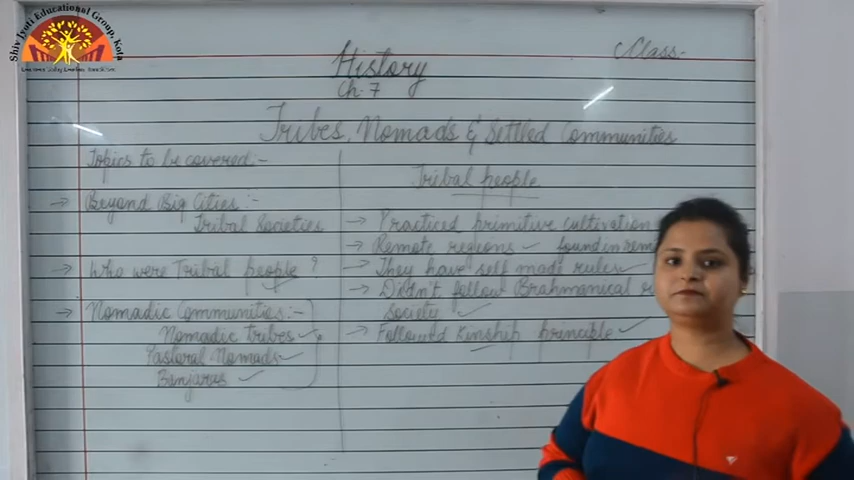 Shiv Jyoti Educational Group, Kota
History
Class:-
Ch. 7
Tribes, Nomads & Settled Communities
Topics to be covered -
→ Beyond Big Cities :-
Tribal Societies
→ Who were Tribal people ?
→ Nomadic Communities :-
Nomadic tribes
Pastoral Nomads
Banjarus
Tribal people
→ Practiced primitive cultivation
→ Remote regions found in
→ They have self made rules
→ Didn't follow Brahmanical
society
→ Followed Kinship principle